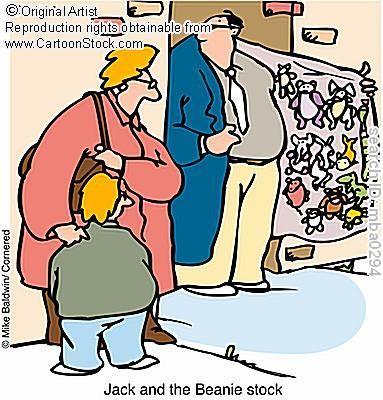 ©Original Artist
Reproduction rights obtainable from
www.CartoonStock.com
© Mike Baldwin / Cornered
search ID: mba0294
Jack and the Beanie stock